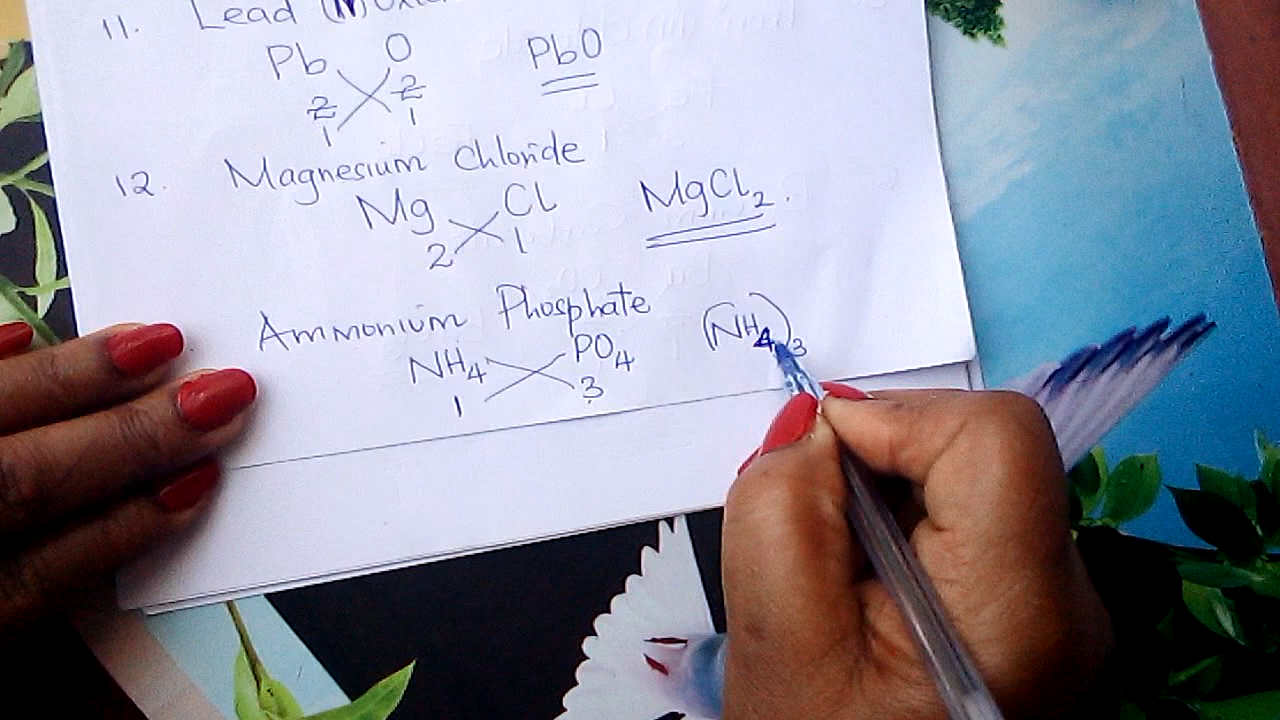 11. Lead (II)
Pb O PbO
2 2
1 1
12. Magnesium Chloride
Mg Cl MgCl₂.
2 1
Ammonium Phosphate
NH₄ PO₄ (NH₄)₃
1 3